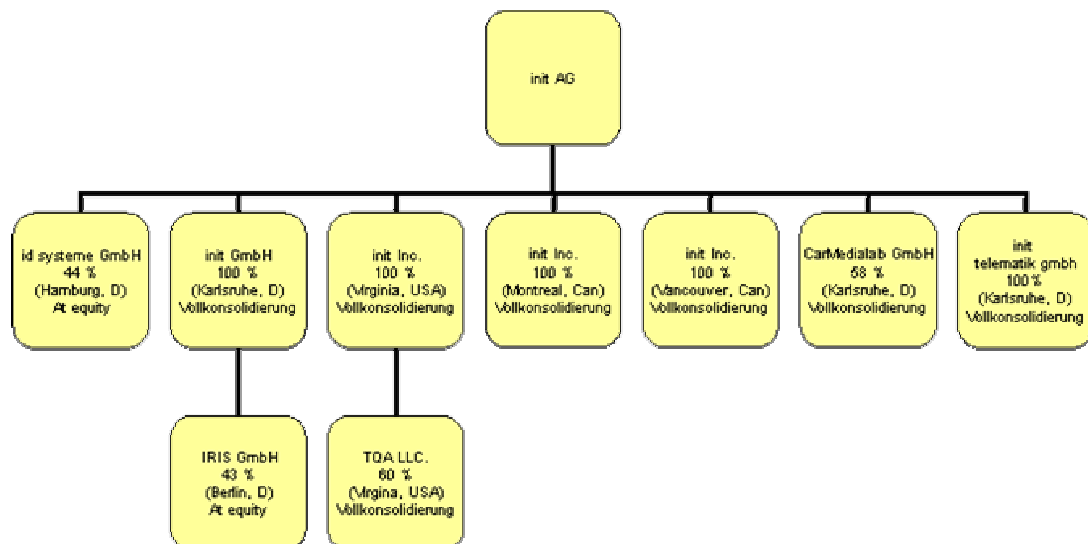 init AG
id systeme GmbH
44 %
(Hamburg, D)
At equity
init GmbH
100 %
(Karlsruhe, D)
Vollkonsolidierung
init Inc.
100 %
(Virginia, USA)
Vollkonsolidierung
init Inc.
100 %
(Montreal, Can)
Vollkonsolidierung
init Inc.
100 %
(Vancouver, Can)
Vollkonsolidierung
CarMedialab GmbH
58 %
(Karlsruhe, D)
Vollkonsolidierung
init
telematik gmbh
100 %
(Karlsruhe, D)
Vollkonsolidierung
IRIS GmbH
43 %
(Berlin, D)
At equity
TQA LLC.
60 %
(Virgina, USA)
Vollkonsolidierung